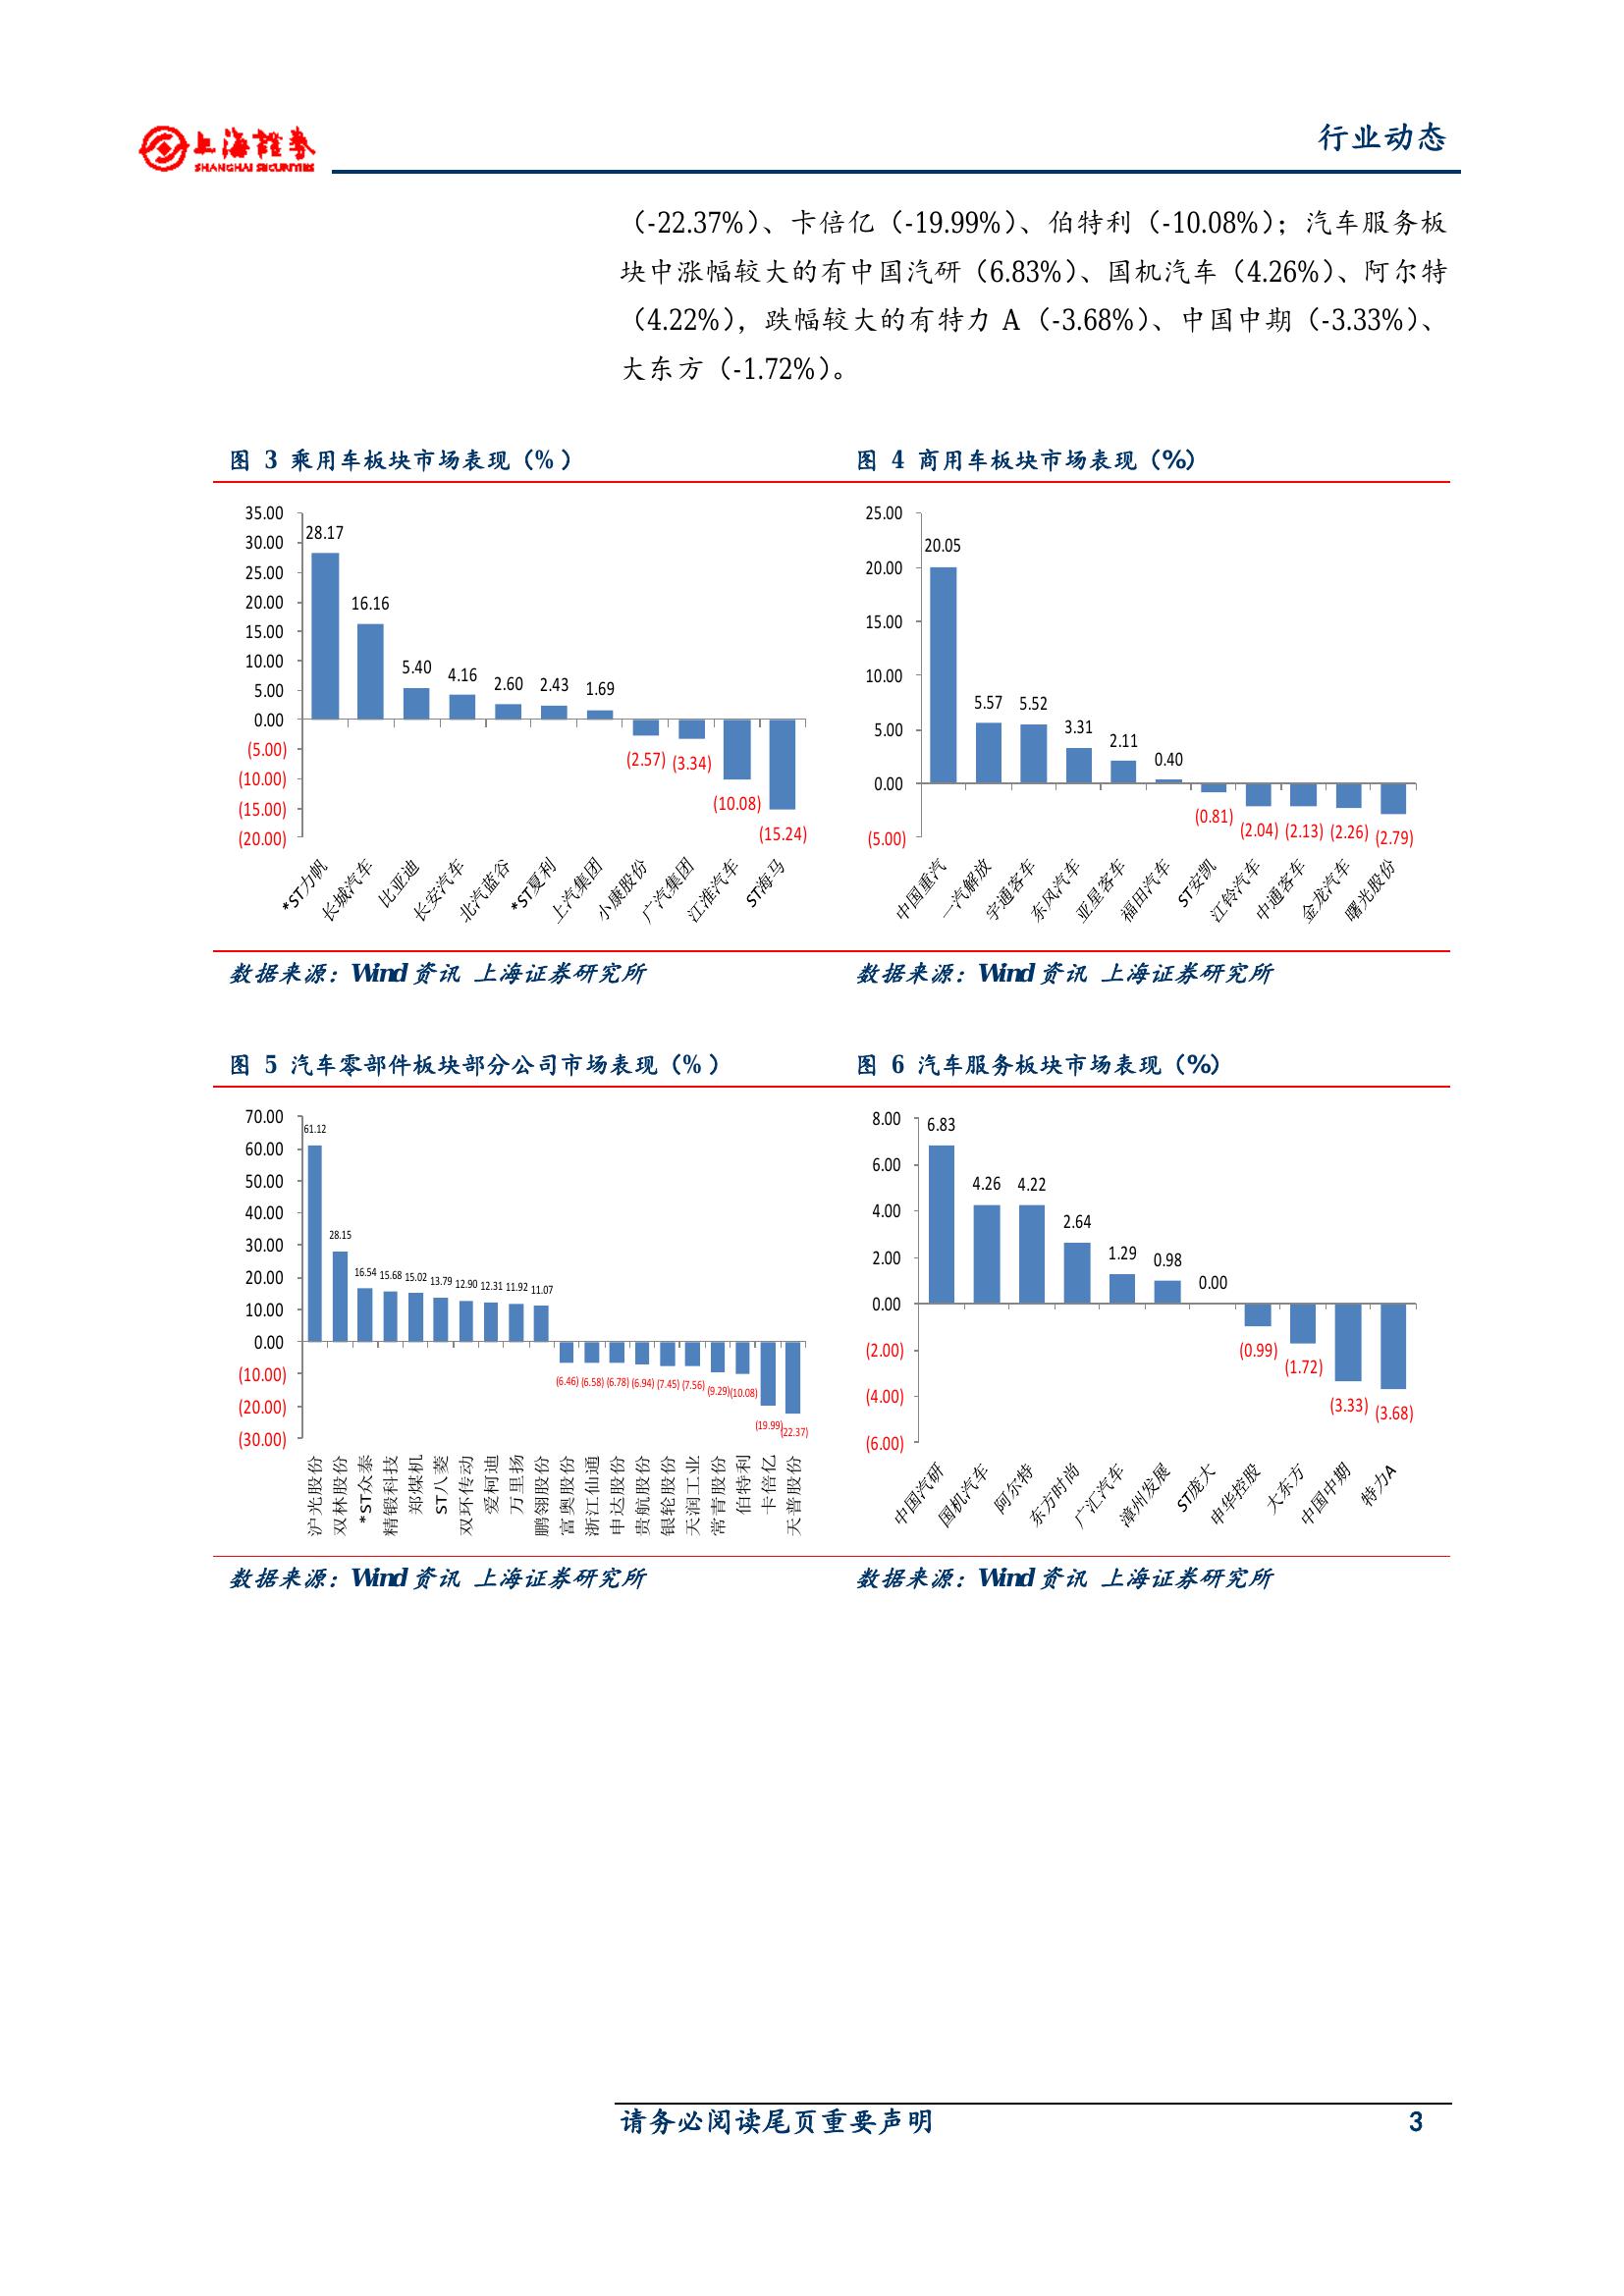 上海證券
SHANGHAI SECURITIES
行业动态
（-22.37%）、卡倍亿（-19.99%）、伯特利（-10.08%）；汽车服务板
块中涨幅较大的有中国汽研（6.83%）、国机汽车（4.26%）、阿尔特
（4.22%），跌幅较大的有特力 A（-3.68%）、中国中期（-3.33%）、
大东方（-1.72%）。
图 3 乘用车板块市场表现（%）
35.00
30.00
25.00
20.00
15.00
10.00
5.00
0.00
(5.00)
(10.00)
(15.00)
(20.00)
28.17
16.16
5.40
4.16
2.60
2.43
1.69
(2.57)
(3.34)
(10.08)
(15.24)
*ST力帆
长城汽车
比亚迪
长安汽车
北汽蓝谷
*ST夏利
上汽集团
小康股份
广汽集团
江淮汽车
ST海马
数据来源：Wind 资讯 上海证券研究所
图 4 商用车板块市场表现（%）
25.00
20.00
15.00
10.00
5.00
0.00
(5.00)
20.05
5.57
5.52
3.31
2.11
0.40
(0.81)
(2.04)
(2.13)
(2.26)
(2.79)
中国重汽
一汽解放
宇通客车
东风汽车
亚星客车
福田汽车
ST安凯
江铃汽车
中通客车
金龙汽车
曙光股份
数据来源：Wind 资讯 上海证券研究所
图 5 汽车零部件板块部分公司市场表现（%）
70.00
60.00
50.00
40.00
30.00
20.00
10.00
0.00
(10.00)
(20.00)
(30.00)
61.12
28.15
16.54
15.68
15.02
13.79
12.90
12.31
11.92
11.07
(6.46)
(6.58)
(6.78)
(6.94)
(7.45)
(7.56)
(9.29)
(10.08)
(19.99)
(22.37)
沪光股份
双林股份
*ST众泰
精锻科技
郑煤机
ST八菱
双环传动
爱柯迪
万里扬
鹏翎股份
富奥股份
浙江仙通
申达股份
贵航股份
银轮股份
天润工业
常青股份
伯特利
卡倍亿
天普股份
数据来源：Wind 资讯 上海证券研究所
图 6 汽车服务板块市场表现（%）
8.00
6.00
4.00
2.00
0.00
(2.00)
(4.00)
(6.00)
6.83
4.26
4.22
2.64
1.29
0.98
0.00
(0.99)
(1.72)
(3.33)
(3.68)
中国汽研
国机汽车
阿尔特
东方时尚
广汇汽车
漳州发展
ST庞大
申华控股
大东方
中国中期
特力A
数据来源：Wind 资讯 上海证券研究所
请务必阅读尾页重要声明
3